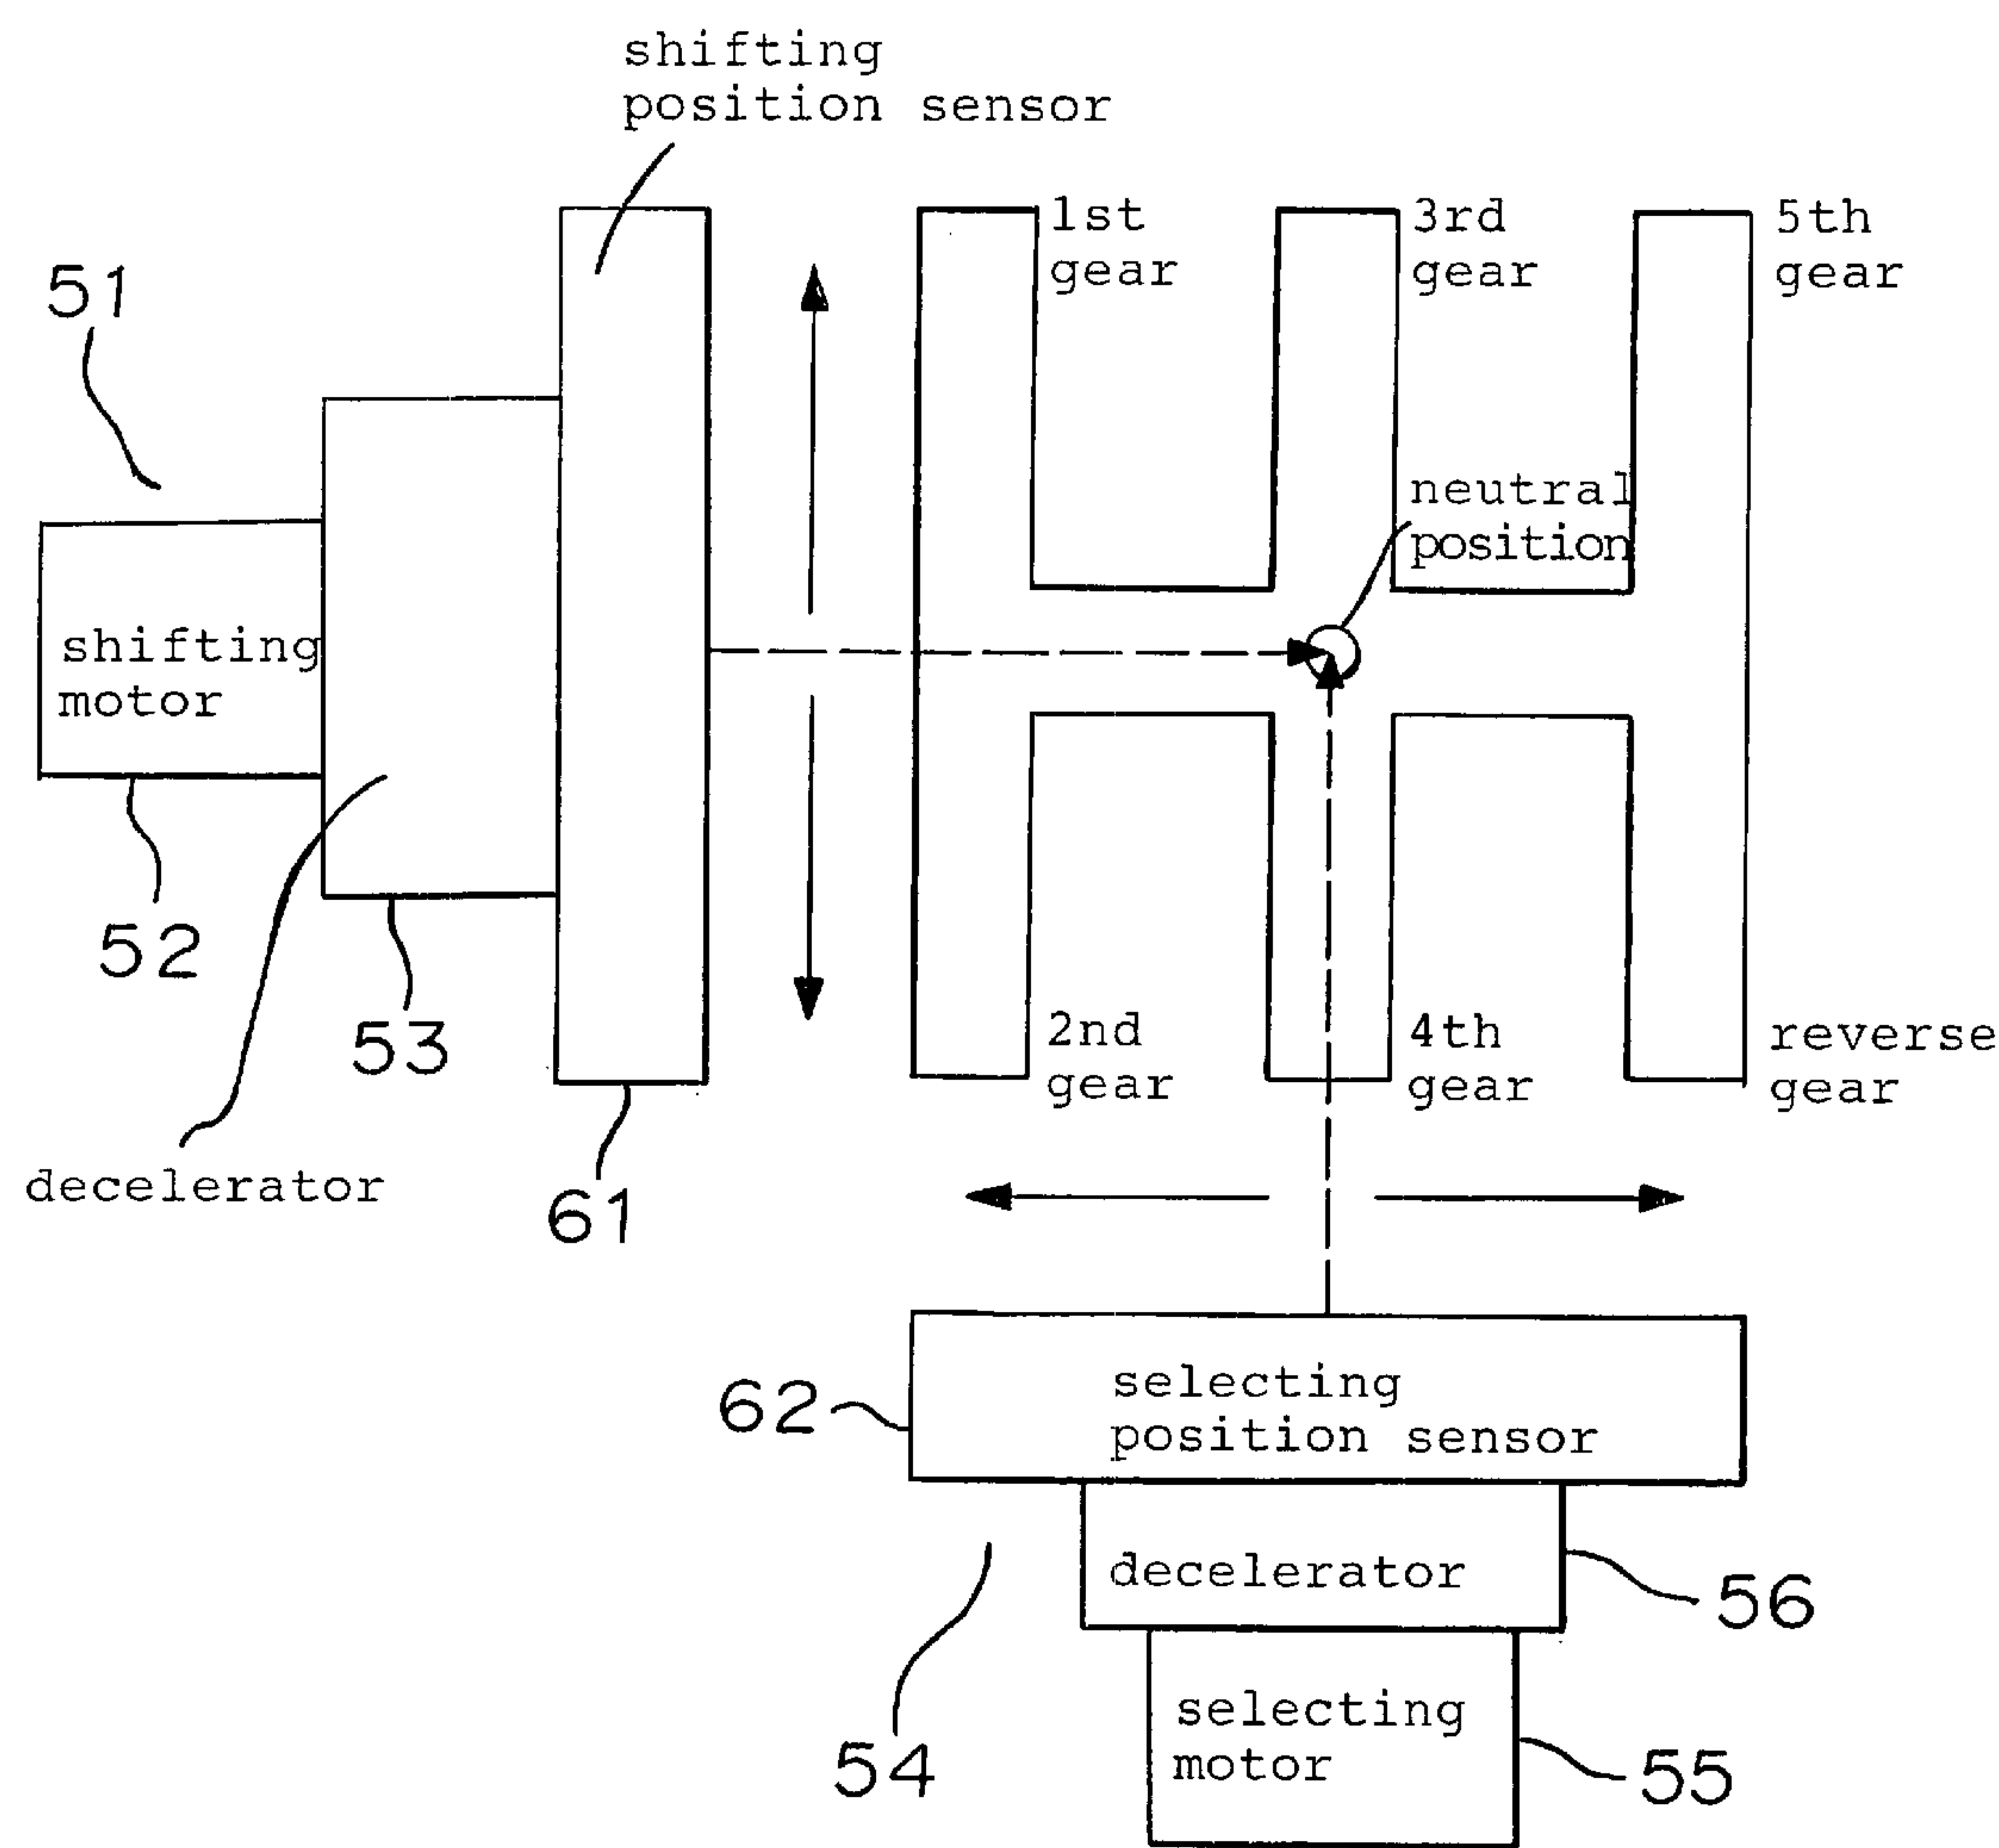 shifting
position sensor
1st
gear
3rd
gear
5th
gear
51
neutral
position
shifting
motor
52
53
2nd
gear
4th
gear
reverse
gear
decelerator
61
62
selecting
position sensor
decelerator
56
54
selecting
motor
55